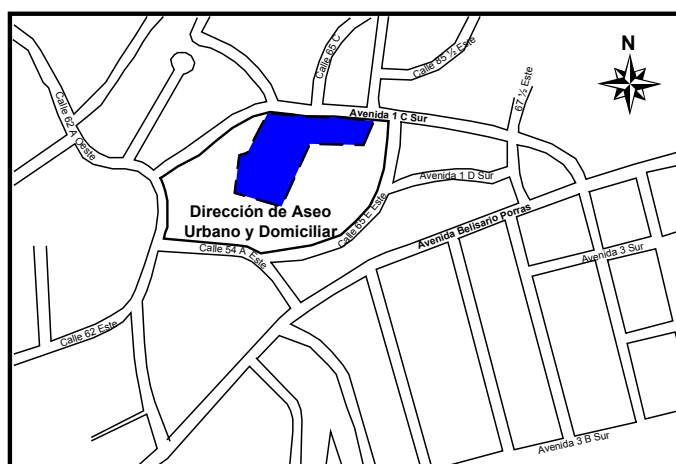 N
Calle 65 C
Calle 85 ½ Este
67 ½ Este
Calle 62 A Oeste
Avenida 1 C Sur
Avenida 1 D Sur
Dirección de Aseo
Urbano y Domiciliar
Calle 65 E Este
Avenida Belisario Porras
Calle 54 A Este
Avenida 3 Sur
Calle 62 Este
Avenida 3 B Sur